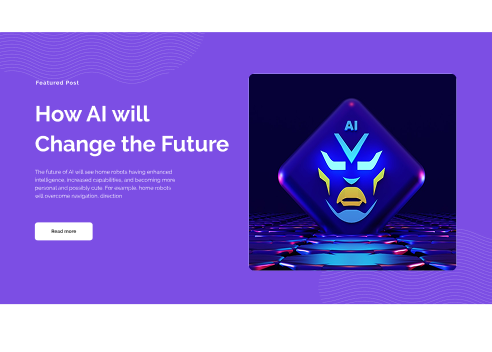 Featured Post
How AI will
Change the Future
The future of AI will see home robots having enhanced
intelligence, increased capabilities, and becoming more
personal and possibly cute. For example, home robots
will overcome navigation, direction
Read more
AI